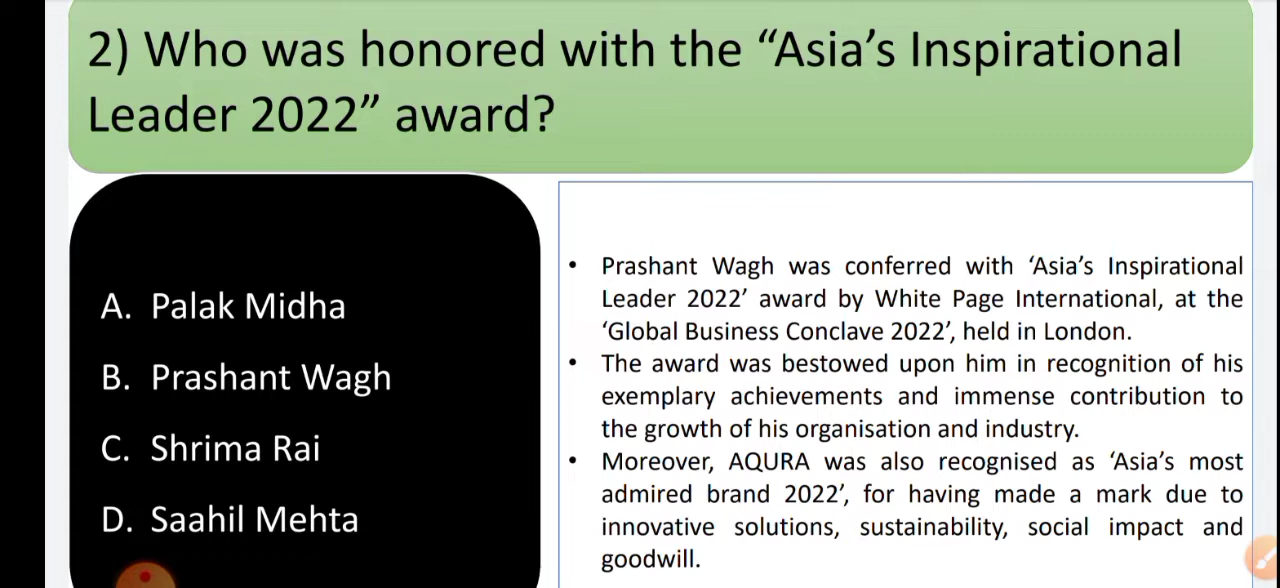 2) Who was honored with the “Asia’s Inspirational
Leader 2022” award?
A. Palak Midha
B. Prashant Wagh
C. Shrima Rai
D. Saahil Mehta
• Prashant Wagh was conferred with ‘Asia’s Inspirational
Leader 2022’ award by White Page International, at the
‘Global Business Conclave 2022’, held in London.
• The award was bestowed upon him in recognition of his
exemplary achievements and immense contribution to
the growth of his organisation and industry.
• Moreover, AQURA was also recognised as ‘Asia’s most
admired brand 2022’, for having made a mark due to
innovative solutions, sustainability, social impact and
goodwill.